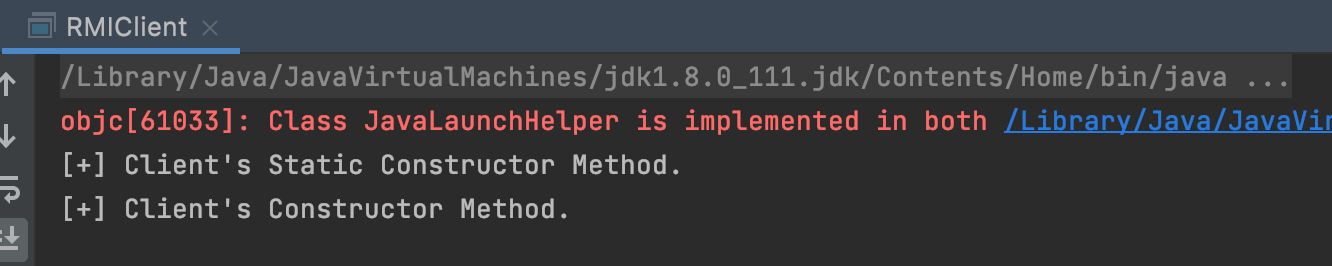 RMIClient
/Library/Java/JavaVirtualMachines/jdk1.8.0_111.jdk/Contents/Home/bin/java ...
objc[61033]: Class JavaLaunchHelper is implemented in both /Library/Java/JavaVir
[+] Client's Static Constructor Method.
[+] Client's Constructor Method.